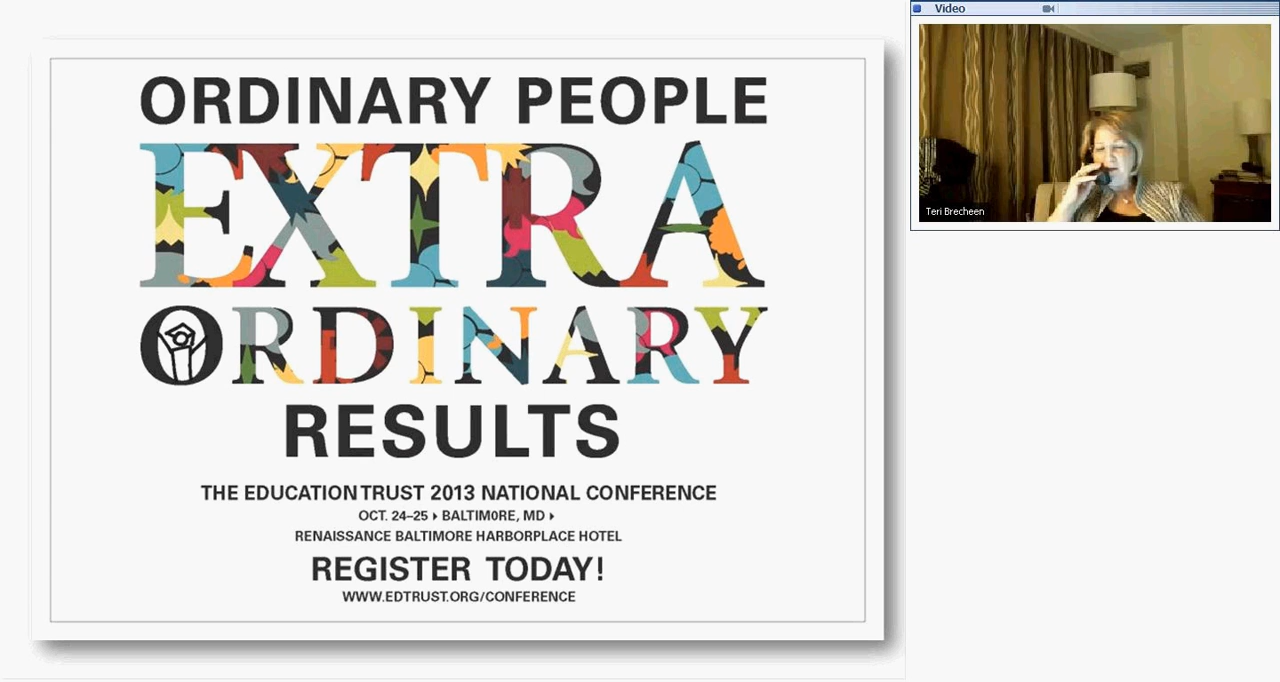 ORDINARY PEOPLE
EXTRA
ORDINARY
RESULTS
THE EDUCATION TRUST 2013 NATIONAL CONFERENCE
OCT. 24–25 ▸ BALTIMORE, MD ▸
RENAISSANCE BALTIMORE HARBORPLACE HOTEL
REGISTER TODAY!
WWW.EDTRUST.ORG/CONFERENCE
Video
Teri Brecheen